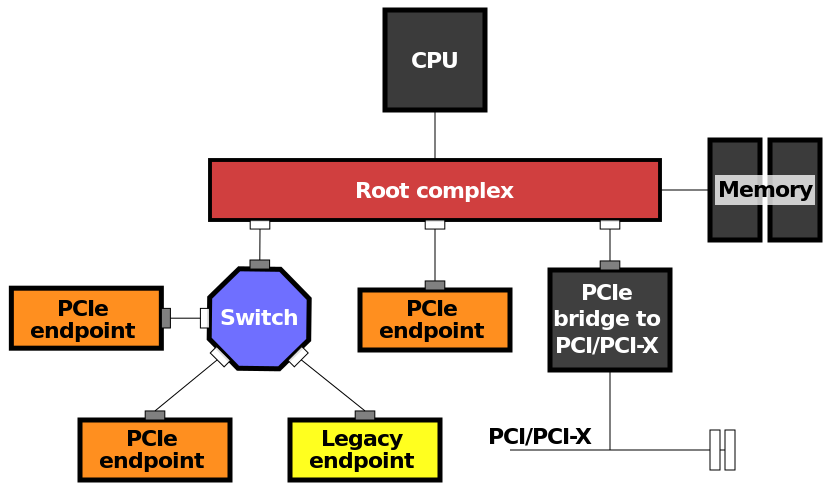 CPU
Root complex
Memory
PCIe
endpoint
Switch
PCIe
endpoint
PCIe
bridge to
PCI/PCI-X
PCIe
endpoint
Legacy
endpoint
PCI/PCI-X